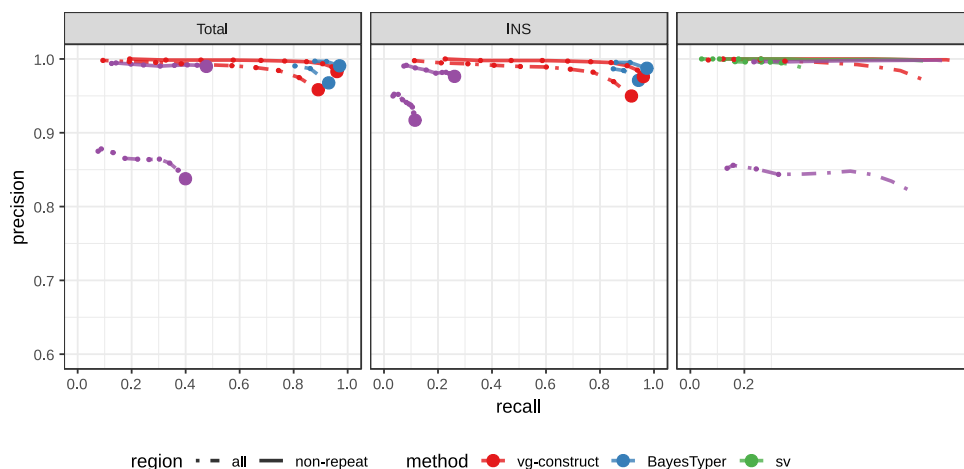 Total INS
precision
1.0
0.9
0.8
0.7
0.6
0.0 0.2 0.4 0.6 0.8 1.0 0.0 0.2 0.4 0.6 0.8 1.0 0.2
recall
region all non-repeat method vg-construct BayesTyper sv